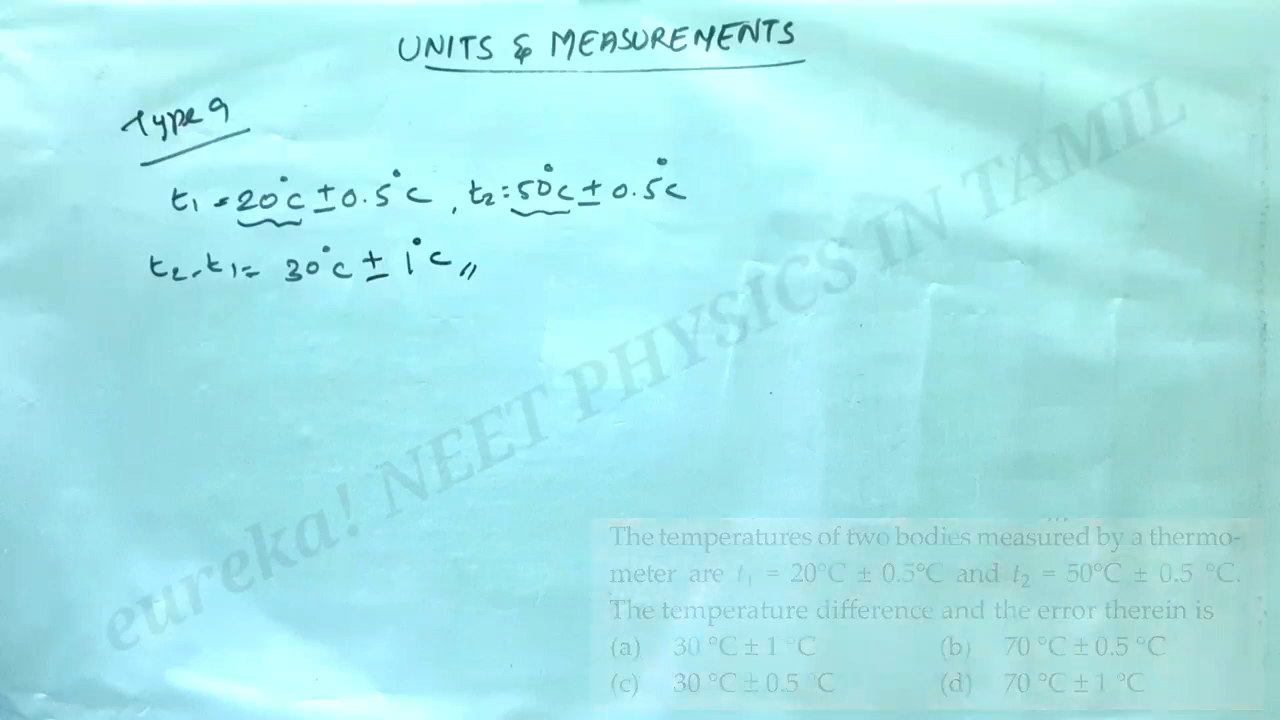 UNITS & MEASUREMENTS
Type 9
t₁ = 20°C ± 0.5°C, t₂ = 50°C ± 0.5°C
t₂-t₁ = 30°C ± 1°C //
eureka! NEET PHYSICS IN TAMIL
The temperatures of two bodies measured by a thermo-
meter are t₁ = 20°C ± 0.5°C and t₂ = 50°C ± 0.5 °C.
The temperature difference and the error therein is
(a) 30 °C ± 1 °C (b) 70 °C ± 0.5 °C
(c) 30 °C ± 0.5 °C (d) 70 °C ± 1 °C